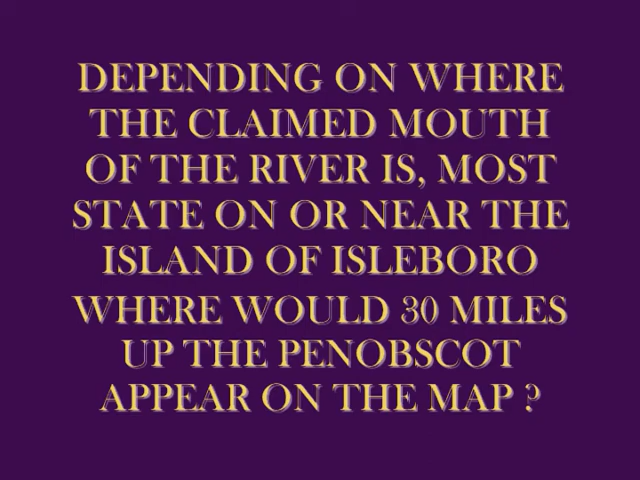 DEPENDING ON WHERE
THE CLAIMED MOUTH
OF THE RIVER IS, MOST
STATE ON OR NEAR THE
ISLAND OF ISLEBORO
WHERE WOULD 30 MILES
UP THE PENOBSCOT
APPEAR ON THE MAP ?